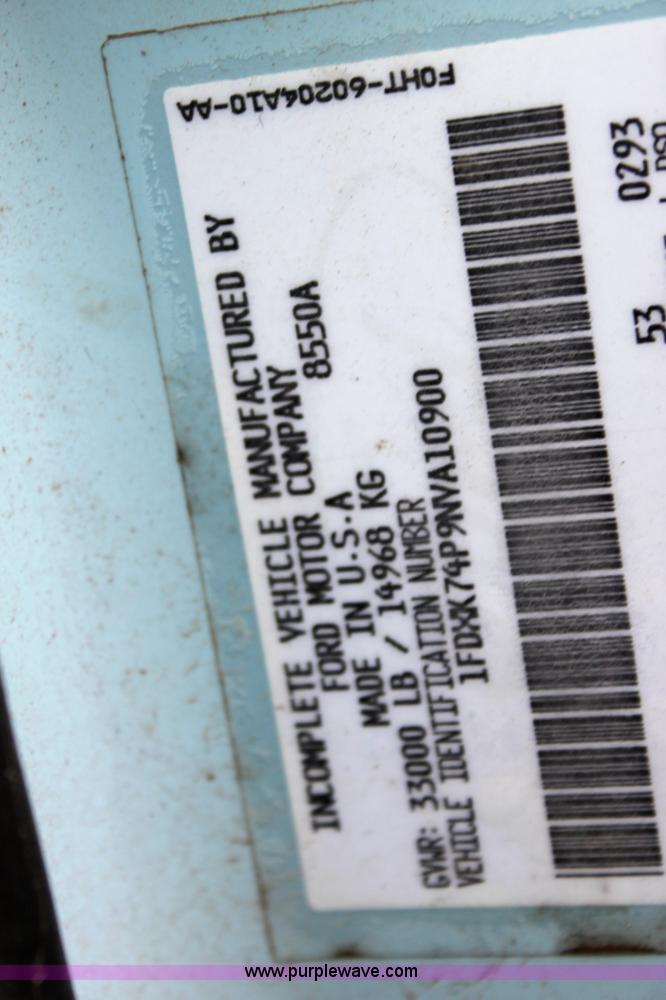 INCOMPLETE VEHICLE MANUFACTURED BY
FORD MOTOR COMPANY
MADE IN U.S.A 8550A
GVWR: 33000 LB / 14968 KG
VEHICLE IDENTIFICATION NUMBER
1FDXK74P9NVA10900
F0HT-60204A10-AA
53 0293
www.purplewave.com